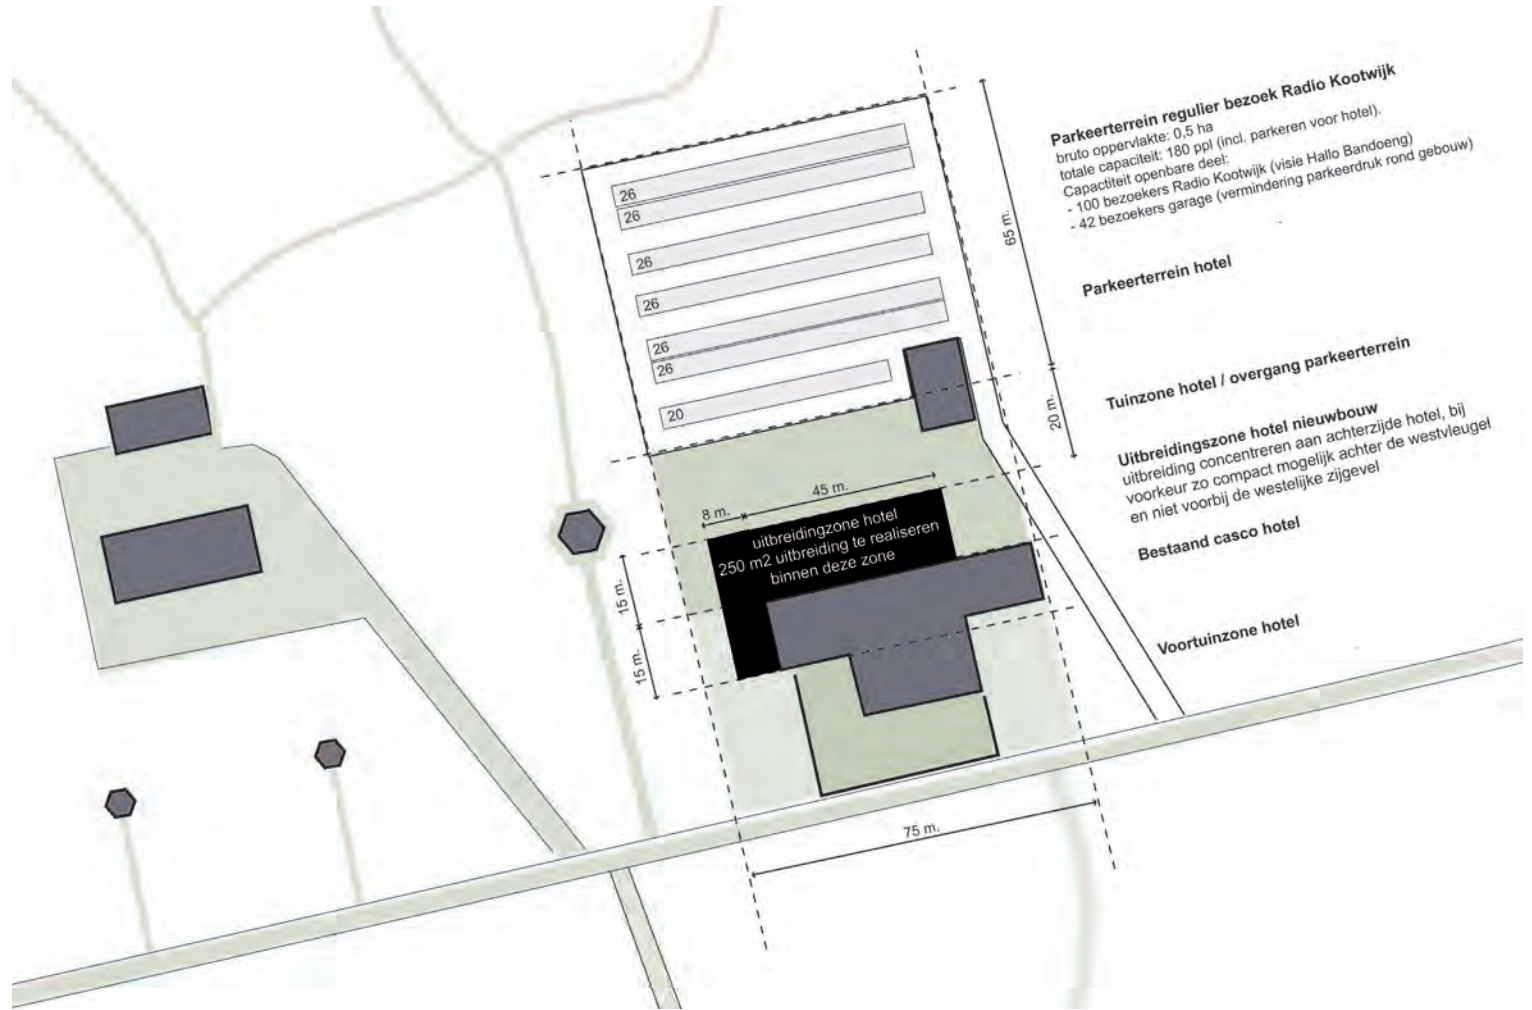 Parkeerterrein regulier bezoek Radio Kootwijk
bruto oppervlakte: 0,5 ha
totale capaciteit: 180 ppl (incl. parkeren voor hotel).
Capactiteit openbare deel:
- 100 bezoekers Radio Kootwijk (visie Hallo Bandoeng)
- 42 bezoekers garage (vermindering parkeerdruk rond gebouw)
Parkeerterrein hotel
Tuinzone hotel / overgang parkeerterrein
Uitbreidingszone hotel nieuwbouw
uitbreiding concentreren aan achterzijde hotel, bij
voorkeur zo compact mogelijk achter de westvleugel
en niet voorbij de westelijke zijgevel
Bestaand casco hotel
Voortuinzone hotel
26
26
26
26
26
26
20
65 m.
20 m.
8 m.
45 m.
uitbreidingzone hotel
250 m2 uitbreiding te realiseren
binnen deze zone
15 m.
15 m.
75 m.